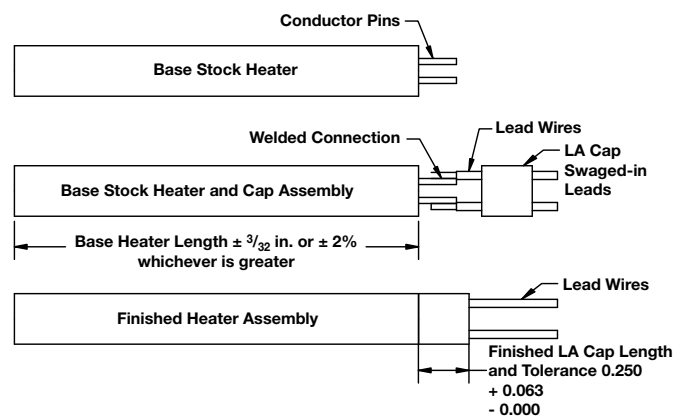 Conductor Pins
Base Stock Heater
Welded Connection
Lead Wires
LA Cap
Swaged-in
Leads
Base Stock Heater and Cap Assembly
Base Heater Length ± 3/32 in. or ± 2%
whichever is greater
Lead Wires
Finished Heater Assembly
Finished LA Cap Length
and Tolerance 0.250
+ 0.063
- 0.000